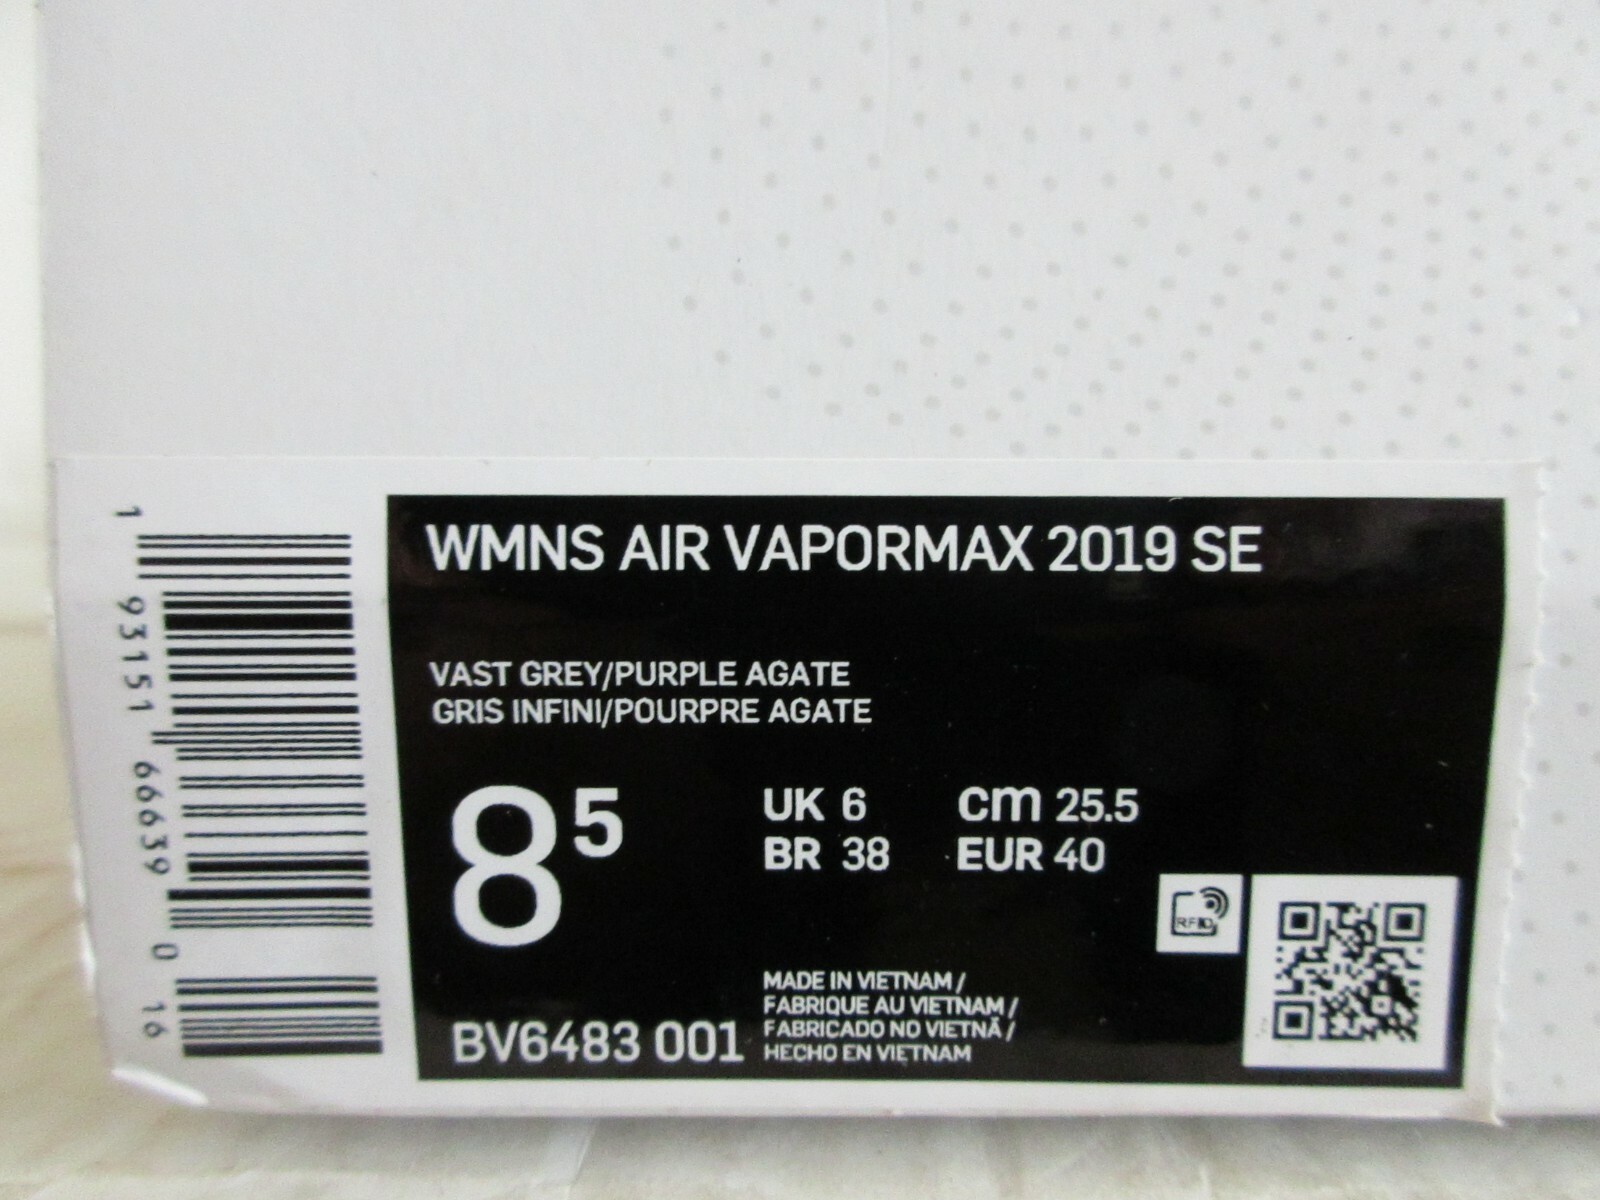 WMNS AIR VAPORMAX 2019 SE
VAST GREY/PURPLE AGATE
GRIS INFINI/POURPRE AGATE
8 5
UK 6 cm 25.5
BR 38 EUR 40
RFID
BV6483 001
MADE IN VIETNAM /
FABRIQUE AU VIETNAM /
FABRICADO NO VIETNÃ /
HECHO EN VIETNAM
1 93151 66639 0 16